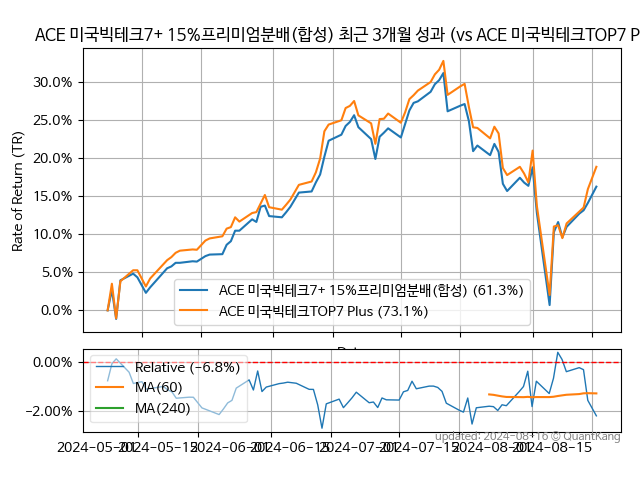 ACE 미국빅테크7+ 15%프리미엄분배(합성) 최근 3개월 성과 (vs ACE 미국빅테크TOP7 P
Rate of Return (TR)
30.0%
25.0%
20.0%
15.0%
10.0%
5.0%
0.0%
ACE 미국빅테크7+ 15%프리미엄분배(합성) (61.3%)
ACE 미국빅테크TOP7 Plus (73.1%)
0.00%
−2.00%
Relative (−6.8%)
MA(60)
MA(240)
updated: 2024-08-16 © QuantKang
2024-05-01 2024-05-15 2024-06-01 2024-06-15 2024-07-01 2024-07-15 2024-08-01 2024-08-15